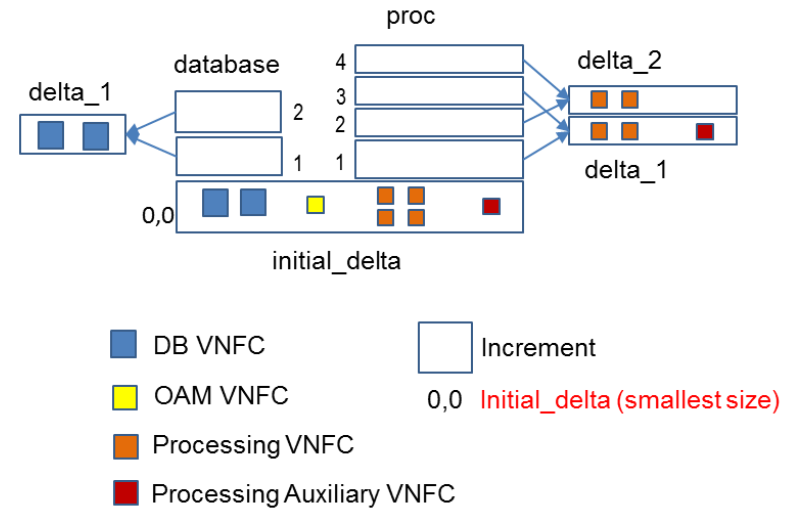 proc
database
delta_1
4
3
2
1
2
1
delta_2
delta_1
0,0
initial_delta
DB VNFC
OAM VNFC
Processing VNFC
Processing Auxiliary VNFC
Increment
0,0 Initial_delta (smallest size)